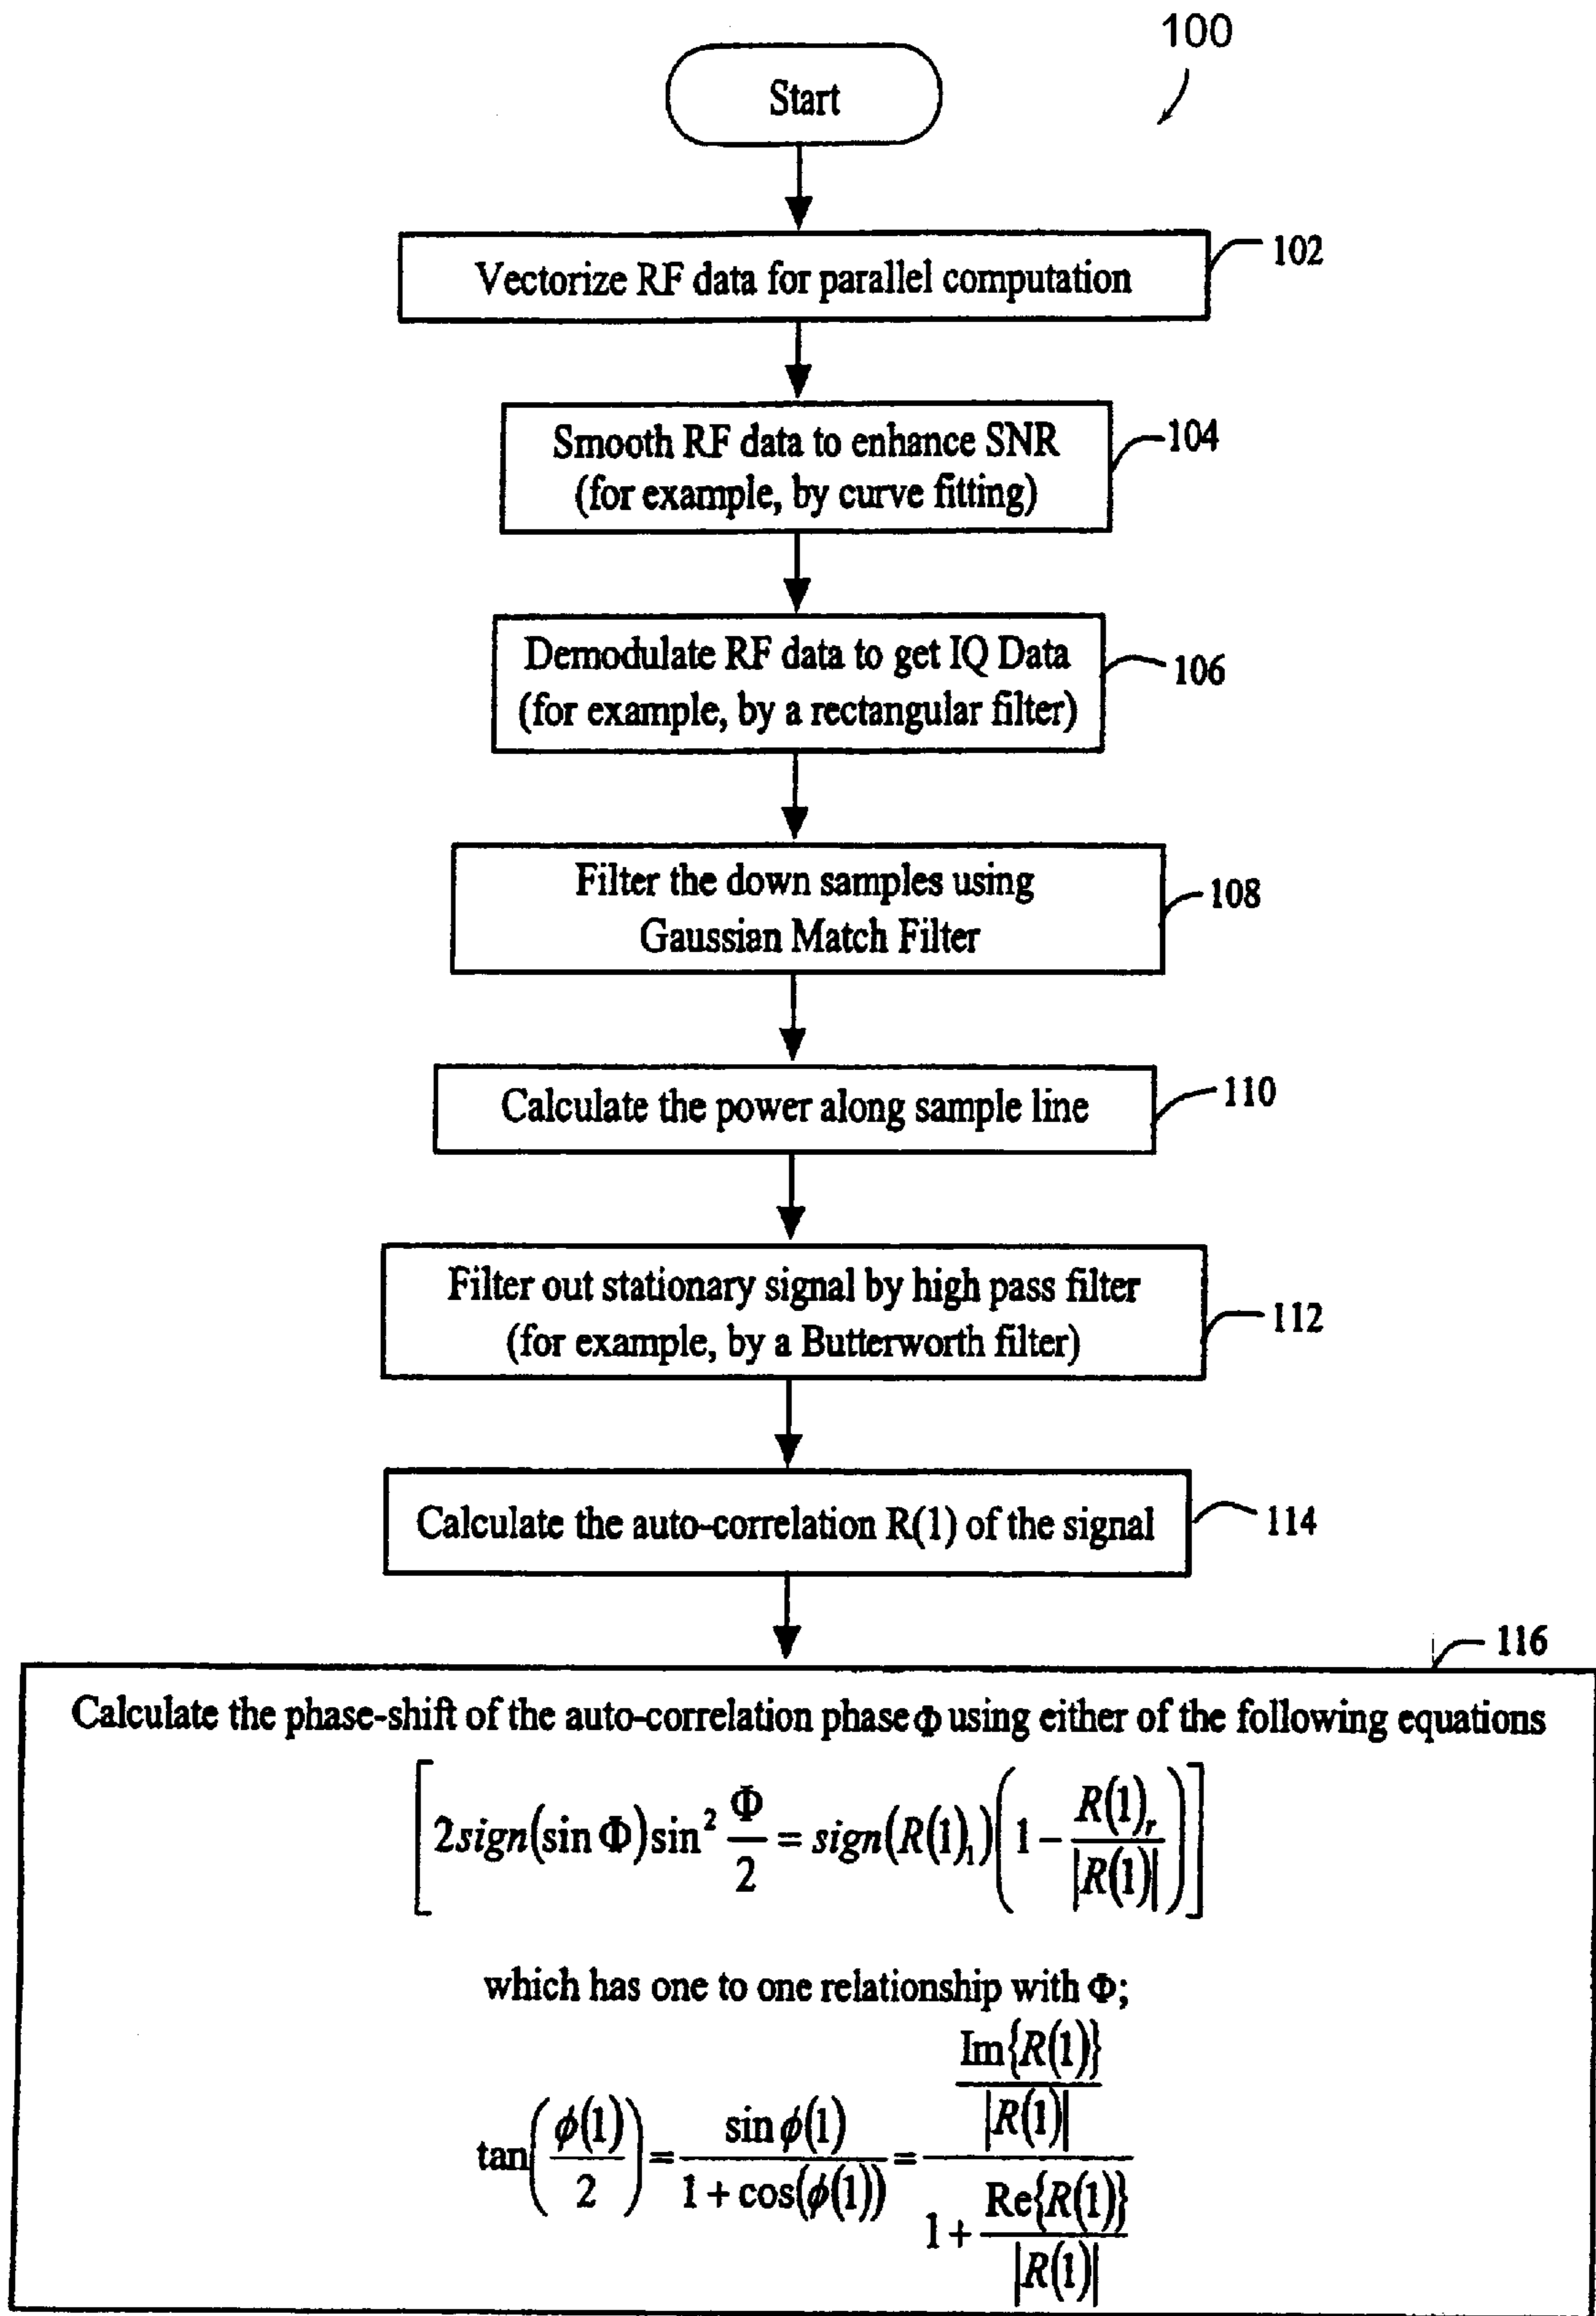 100
Start
Vectorize RF data for parallel computation
102
Smooth RF data to enhance SNR
(for example, by curve fitting)
104
Demodulate RF data to get IQ Data
(for example, by a rectangular filter)
106
Filter the down samples using
Gaussian Match Filter
108
Calculate the power along sample line
110
Filter out stationary signal by high pass filter
(for example, by a Butterworth filter)
112
Calculate the auto-correlation R(1) of the signal
114
116
Calculate the phase-shift of the auto-correlation phase Φ using either of the following equations
[2sign(sin Φ)sin² Φ/2 = sign(R(1)₁)(1 − R(1)ᵣ/|R(1)|)]
which has one to one relationship with Φ;
tan(ϕ(1)/2) = sin ϕ(1)/(1 + cos(ϕ(1))) = (Im{R(1)}/|R(1)|)/(1 + Re{R(1)}/|R(1)|)